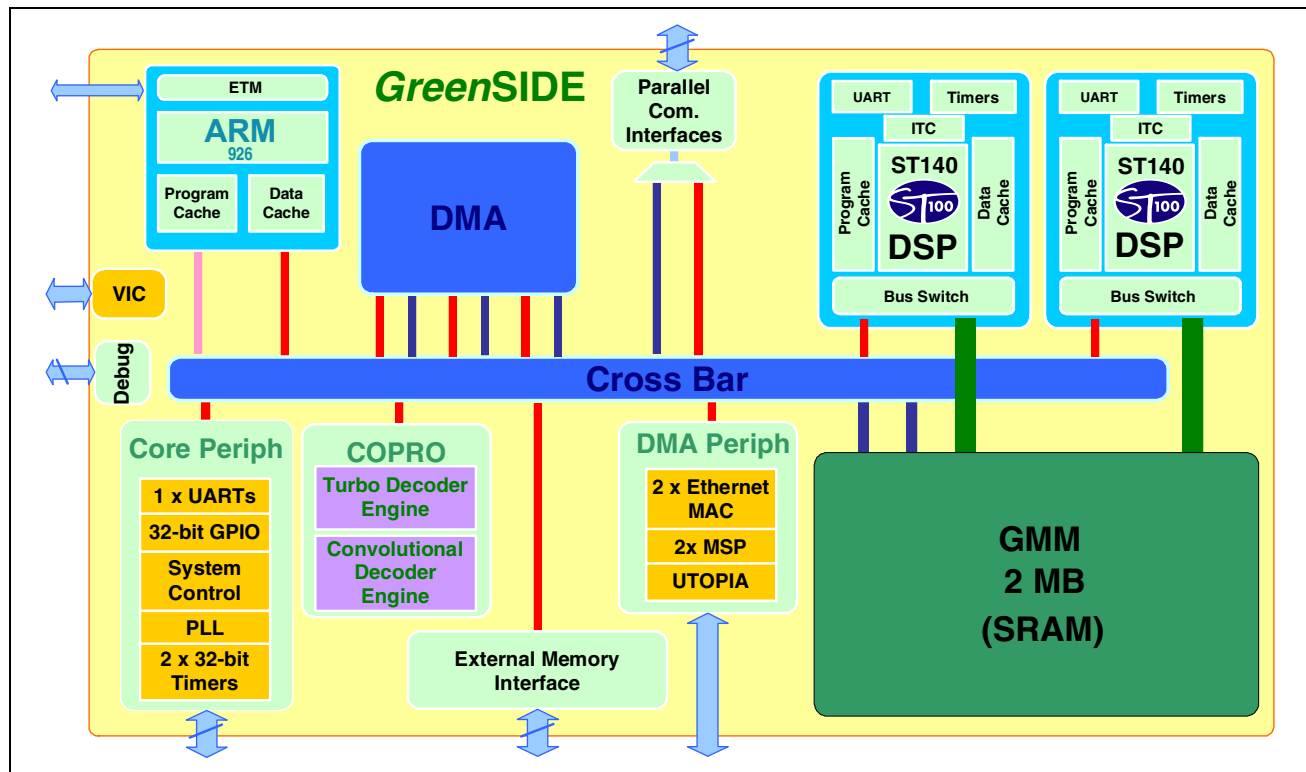 GreenSIDE
ETM
ARM
926
Program
Cache
Data
Cache
DMA
Parallel
Com.
Interfaces
UART
Timers
ITC
Program
Cache
ST140
ST100
DSP
Data
Cache
Bus Switch
UART
Timers
ITC
Program
Cache
ST140
ST100
DSP
Data
Cache
Bus Switch
VIC
Debug
Cross Bar
Core Periph
1 x UARTs
32-bit GPIO
System
Control
PLL
2 x 32-bit
Timers
COPRO
Turbo Decoder
Engine
Convolutional
Decoder
Engine
External Memory
Interface
DMA Periph
2 x Ethernet
MAC
2x MSP
UTOPIA
GMM
2 MB
(SRAM)